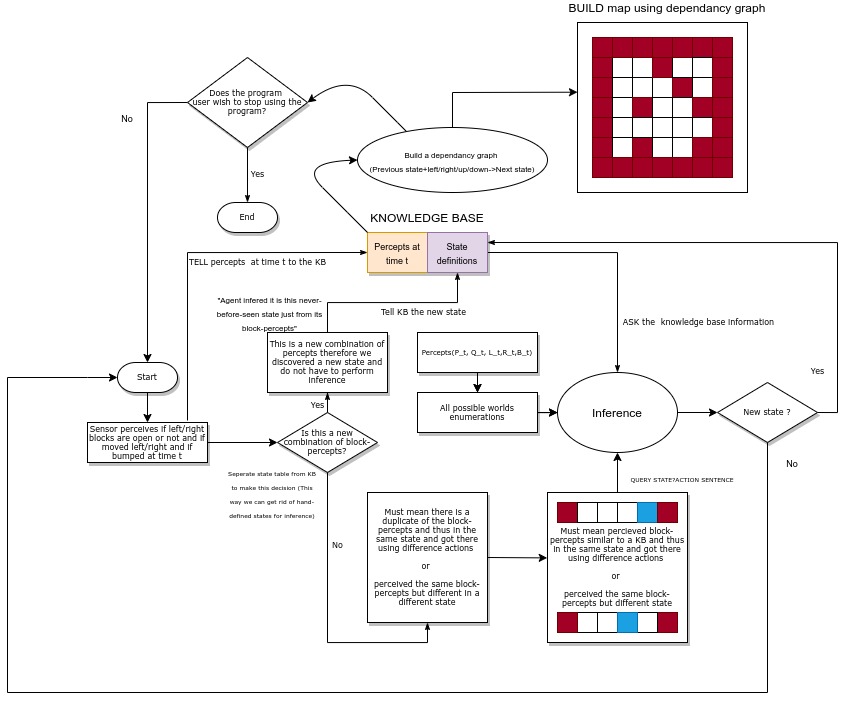 BUILD map using dependancy graph
Does the program
user wish to stop using the
program?
No
Yes
End
Build a dependancy graph
(Previous state+left/right/up/down->Next state)
KNOWLEDGE BASE
Percepts at
time t
State
definitions
TELL percepts  at time t to the KB
"Agent infered it is this never-
before-seen state just from its
block-percepts"
Tell KB the new state
ASK the  knowledge base information
This is a new combination of
percepts therefore we
discovered a new state and
do not have to perform
Inference
Percepts(P_t, Q_t, L_t,R_t,B_t)
All possible worlds
enumerations
Inference
New state ?
Yes
No
Start
Sensor perceives if left/right
blocks are open or not and if
moved left/right and if
bumped at time t
Yes
Is this a new
combination of block-
percepts?
Seperate state table from KB
to make this decision (This
way we can get rid of hand-
defined states for inference)
No
QUERY STATE?ACTION SENTENCE
Must mean there is a
duplicate of the block-
percepts and thus in the
same state and got there
using difference actions
or
perceived the same block-
percepts but different in a
different state
Must mean percieved block-
percepts similar to a KB and thus
in the same state and got there
using difference actions
or
perceived the same block-
percepts but different state